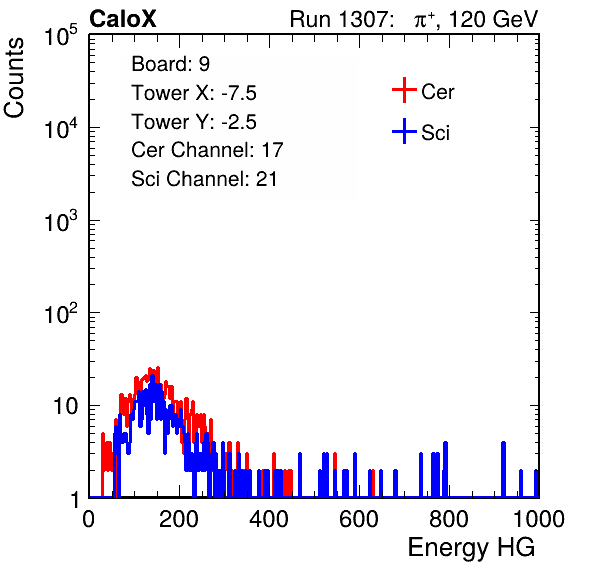 CaloX Run 1307: π⁺, 120 GeV
Counts
Board: 9
Tower X: -7.5
Tower Y: -2.5
Cer Channel: 17
Sci Channel: 21
Cer
Sci
10⁵
10⁴
10³
10²
10
1
0 200 400 600 800 1000
Energy HG